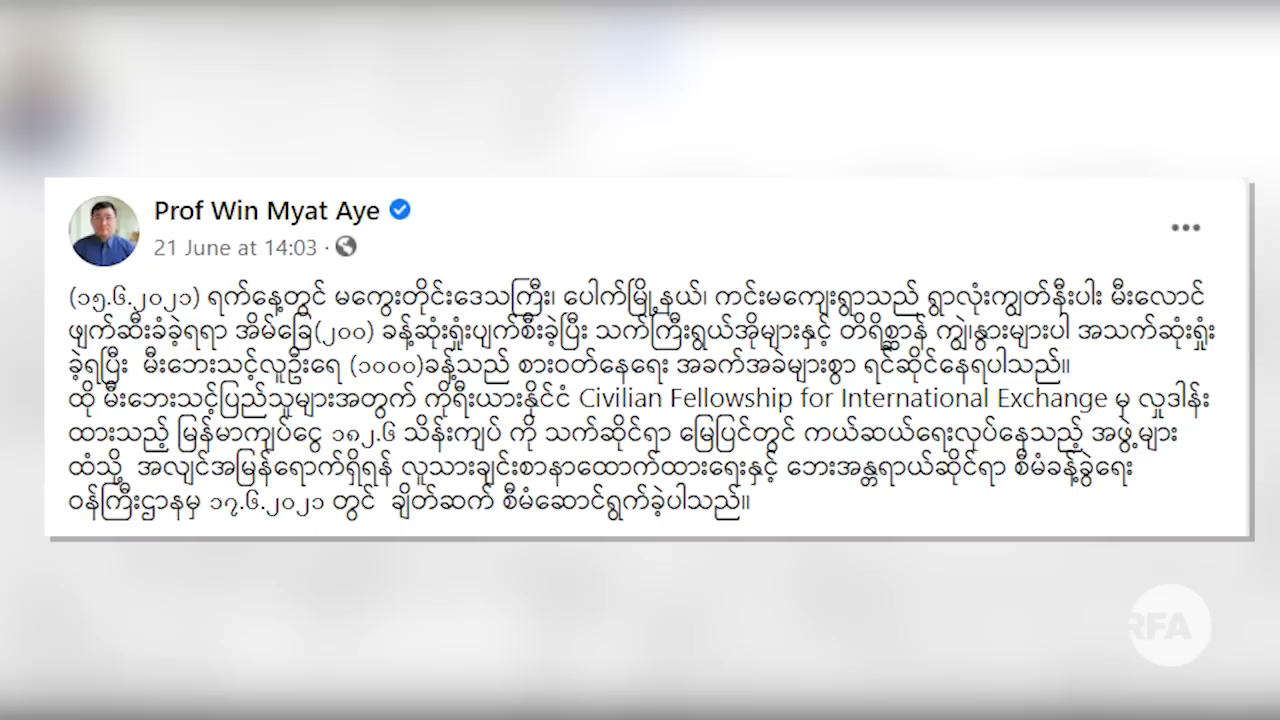 Prof Win Myat Aye
21 June at 14:03 ·
(၁၅.၆.၂၀၂၁) ရက်နေ့တွင် မကွေးတိုင်းဒေသကြီး၊ ပေါက်မြို့နယ်၊ ကင်းမကျေးရွာသည် ရွာလုံးကျွတ်နီးပါး မီးလောင်
ဖျက်ဆီးခံခဲ့ရရာ အိမ်ခြေ(၂၀၀) ခန့်ဆုံးရှုံးပျက်စီးခဲ့ပြီး သက်ကြီးရွယ်အိုများနှင့် တိရိစ္ဆာန် ကျွဲ၊နွားများပါ အသက်ဆုံးရှုံး
ခဲ့ရပြီး မီးဘေးသင့်လူဦးရေ (၁၀၀၀)ခန့်သည် စားဝတ်နေရေး အခက်အခဲများစွာ ရင်ဆိုင်နေရပါသည်။
ထို မီးဘေးသင့်ပြည်သူများအတွက် ကိုရီးယားနိုင်ငံ Civilian Fellowship for International Exchange မှ လှူဒါန်း
ထားသည့် မြန်မာကျပ်ငွေ ၁၈၂.၆ သိန်းကျပ် ကို သက်ဆိုင်ရာ မြေပြင်တွင် ကယ်ဆယ်ရေးလုပ်နေသည့် အဖွဲ့များ
ထံသို့ အလျင်အမြန်ရောက်ရှိရန် လူသားချင်းစာနာထောက်ထားရေးနှင့် ဘေးအန္တရာယ်ဆိုင်ရာ စီမံခန့်ခွဲရေး
ဝန်ကြီးဌာနမှ ၁၇.၆.၂၀၂၁ တွင် ချိတ်ဆက် စီမံဆောင်ရွက်ခဲ့ပါသည်။
RFA